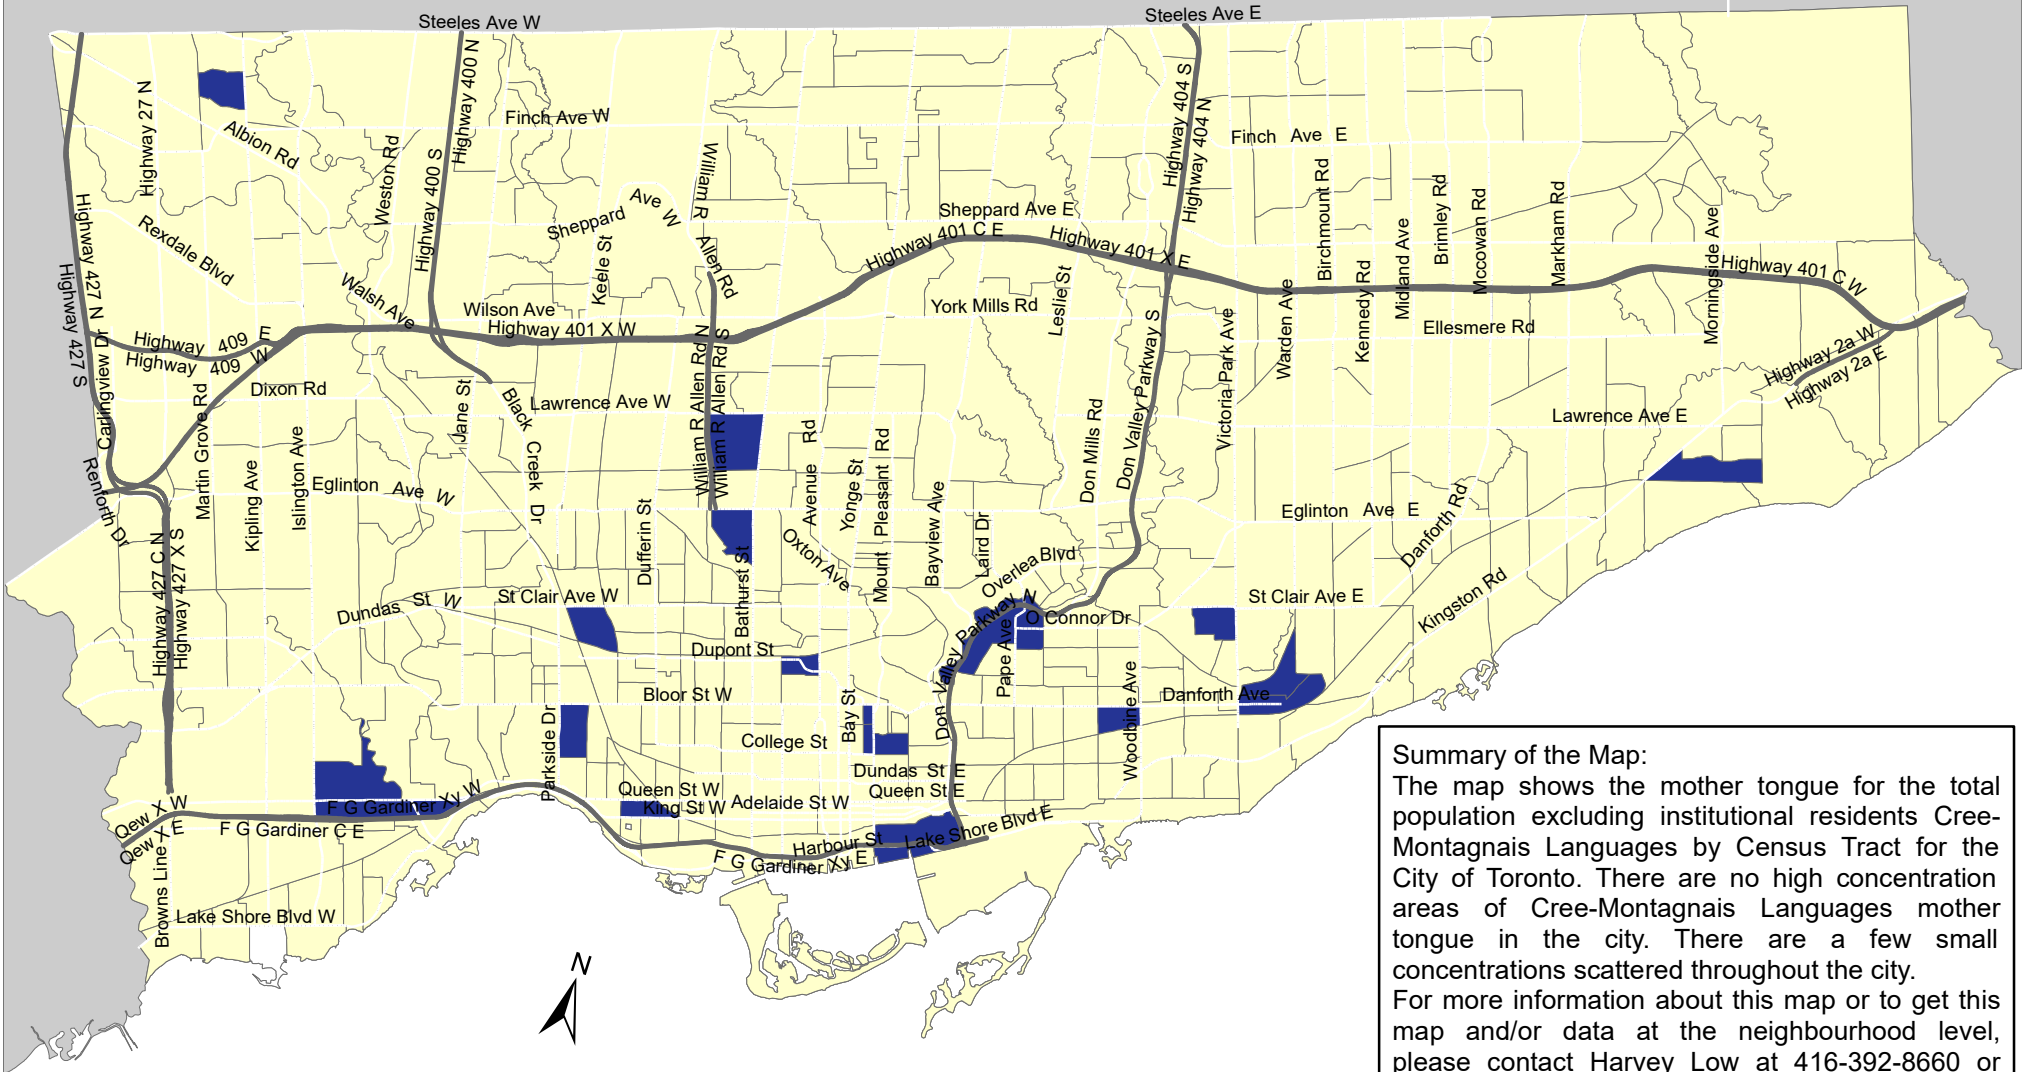 Steeles Ave W
Steeles Ave E
Highway 27 N
Albion Rd
Weston Rd
Highway 400 N
Highway 400 S
Finch Ave W
William R Allen Rd
Highway 404 S
Highway 404 N
Finch Ave E
Sheppard Ave W
Keele St
Sheppard Ave E
Highway 401 C E
Highway 401 X E
Birchmount Rd
Kennedy Rd
Midland Ave
Brimley Rd
Mccowan Rd
Markham Rd
Morningside Ave
Highway 401 C W
Highway 427 N
Highway 427 S
Rexdale Blvd
Walsh Ave
Wilson Ave
Highway 401 X W
York Mills Rd
Leslie St
Ellesmere Rd
Highway 409 E
Highway 409 W
Carlingview Dr
Dixon Rd
Martin Grove Rd
Kipling Ave
Islington Ave
Jane St
Black Creek Dr
Lawrence Ave W
William R Allen Rd N
William R Allen Rd S
Avenue Rd
Yonge St
Mount Pleasant Rd
Bayview Ave
Laird Dr
Don Mills Rd
Don Valley Parkway S
Victoria Park Ave
Warden Ave
Highway 2a W
Highway 2a E
Lawrence Ave E
Renforth Dr
Eglinton Ave W
Dufferin St
Bathurst St
Oxton Ave
Overlea Blvd
Eglinton Ave E
Danforth Rd
Kingston Rd
Highway 427 C N
Highway 427 X S
Dundas St W
St Clair Ave W
Dupont St
Don Valley Parkway N
O Connor Dr
Pape Ave
St Clair Ave E
Bloor St W
Parkside Dr
Bay St
College St
Woodbine Ave
Danforth Ave
Dundas St E
Queen St E
Queen St W
King St W
Adelaide St W
Qew X W
Qew X E
F G Gardiner Xy W
F G Gardiner C E
Harbour St
Lake Shore Blvd E
F G Gardiner Xy E
Browns Line
Lake Shore Blvd W
N
Summary of the Map:
The map shows the mother tongue for the total
population excluding institutional residents Cree-
Montagnais Languages by Census Tract for the
City of Toronto. There are no high concentration
areas of Cree-Montagnais Languages mother
tongue in the city. There are a few small
concentrations scattered throughout the city.
For more information about this map or to get this
map and/or data at the neighbourhood level,
please contact Harvey Low at 416-392-8660 or